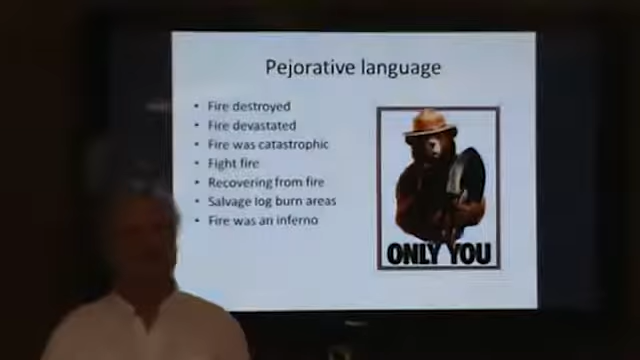 Pejorative language
• Fire destroyed
• Fire devastated
• Fire was catastrophic
• Fight fire
• Recovering from fire
• Salvage log burn areas
• Fire was an inferno
ONLY YOU